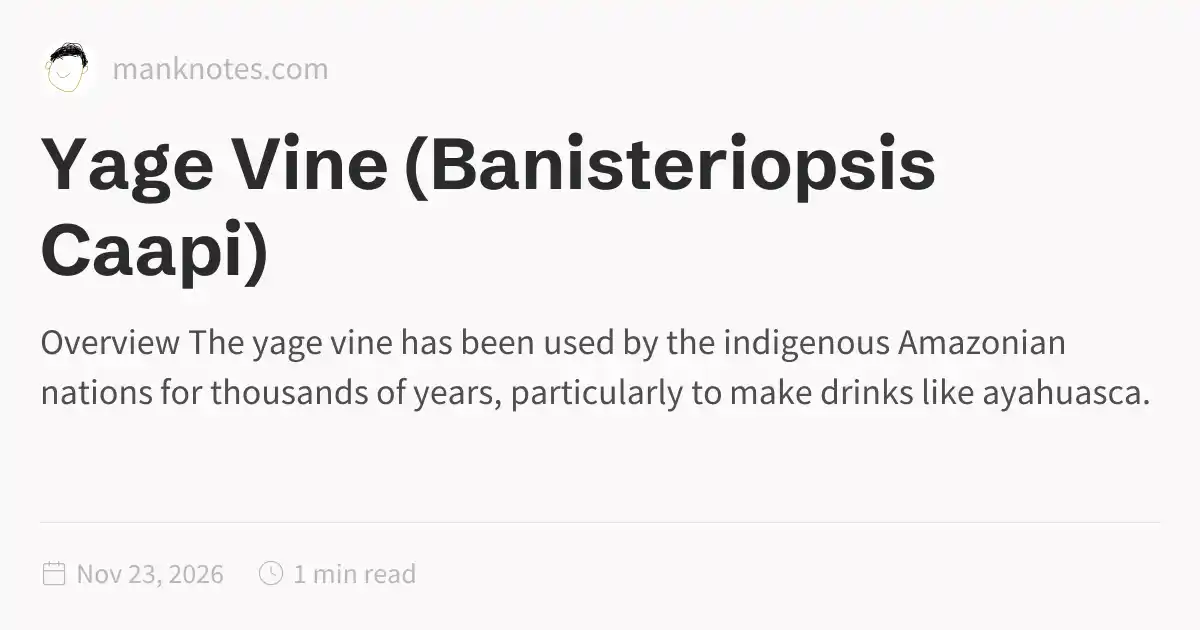 manknotes.com
Yage Vine (Banisteriopsis
Caapi)
Overview The yage vine has been used by the indigenous Amazonian
nations for thousands of years, particularly to make drinks like ayahuasca.
Nov 23, 2026 1 min read